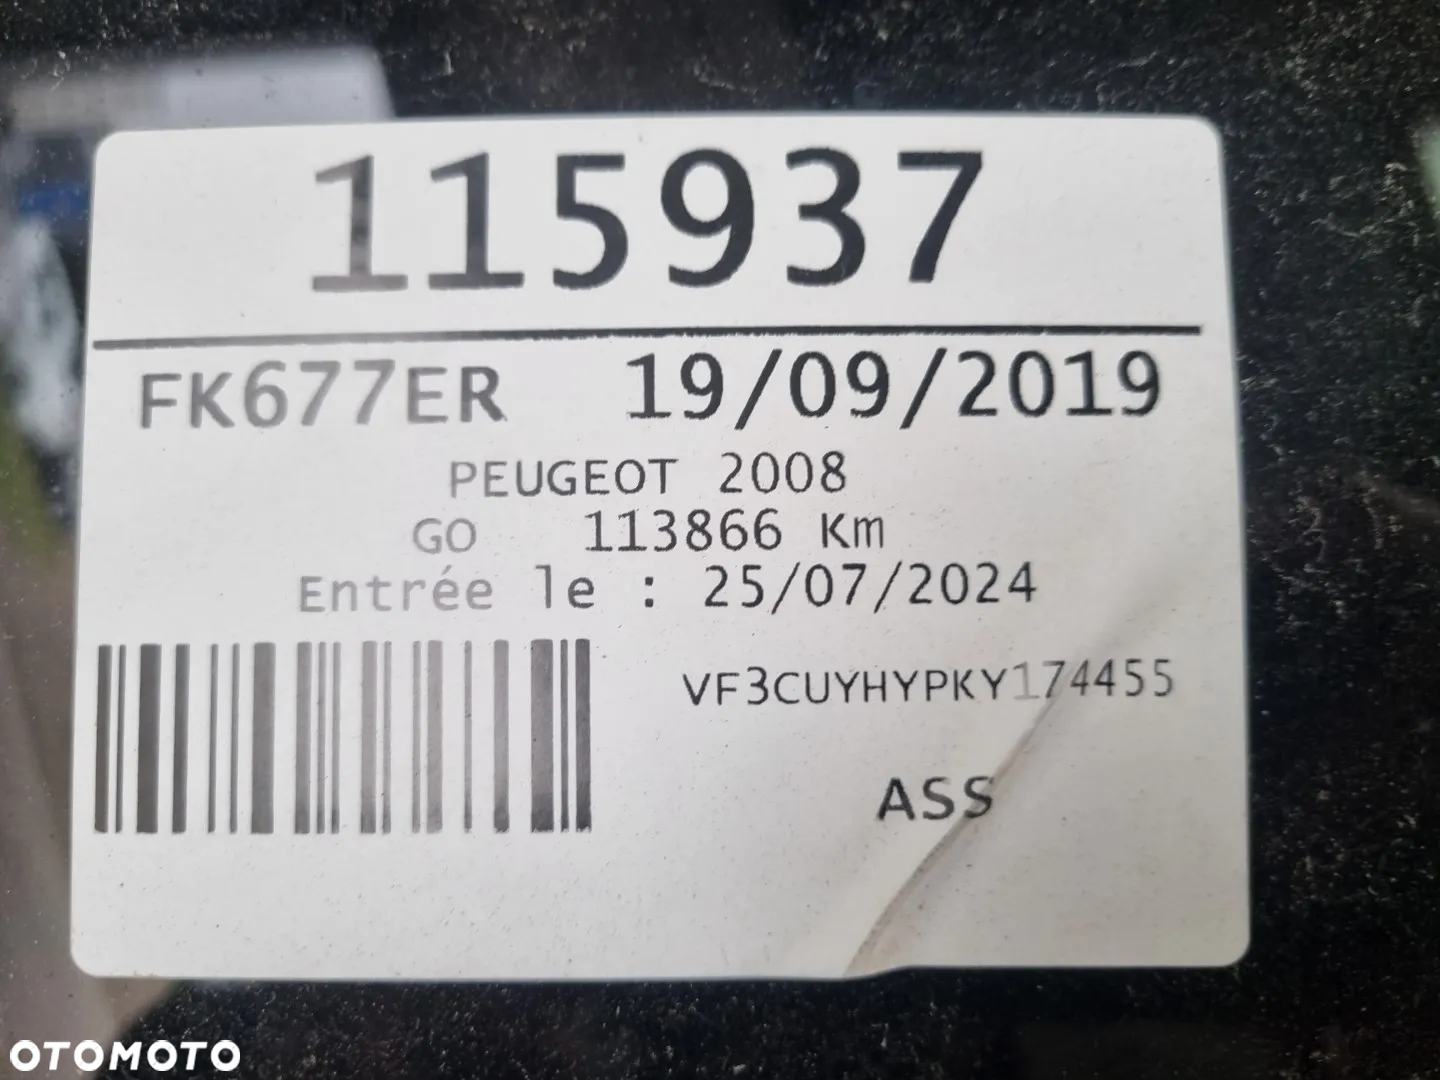 115937
FK677ER 19/09/2019
PEUGEOT 2008
GO 113866 Km
Entrée le : 25/07/2024
VF3CUYHYPKY174455
ASS
OTOMOTO